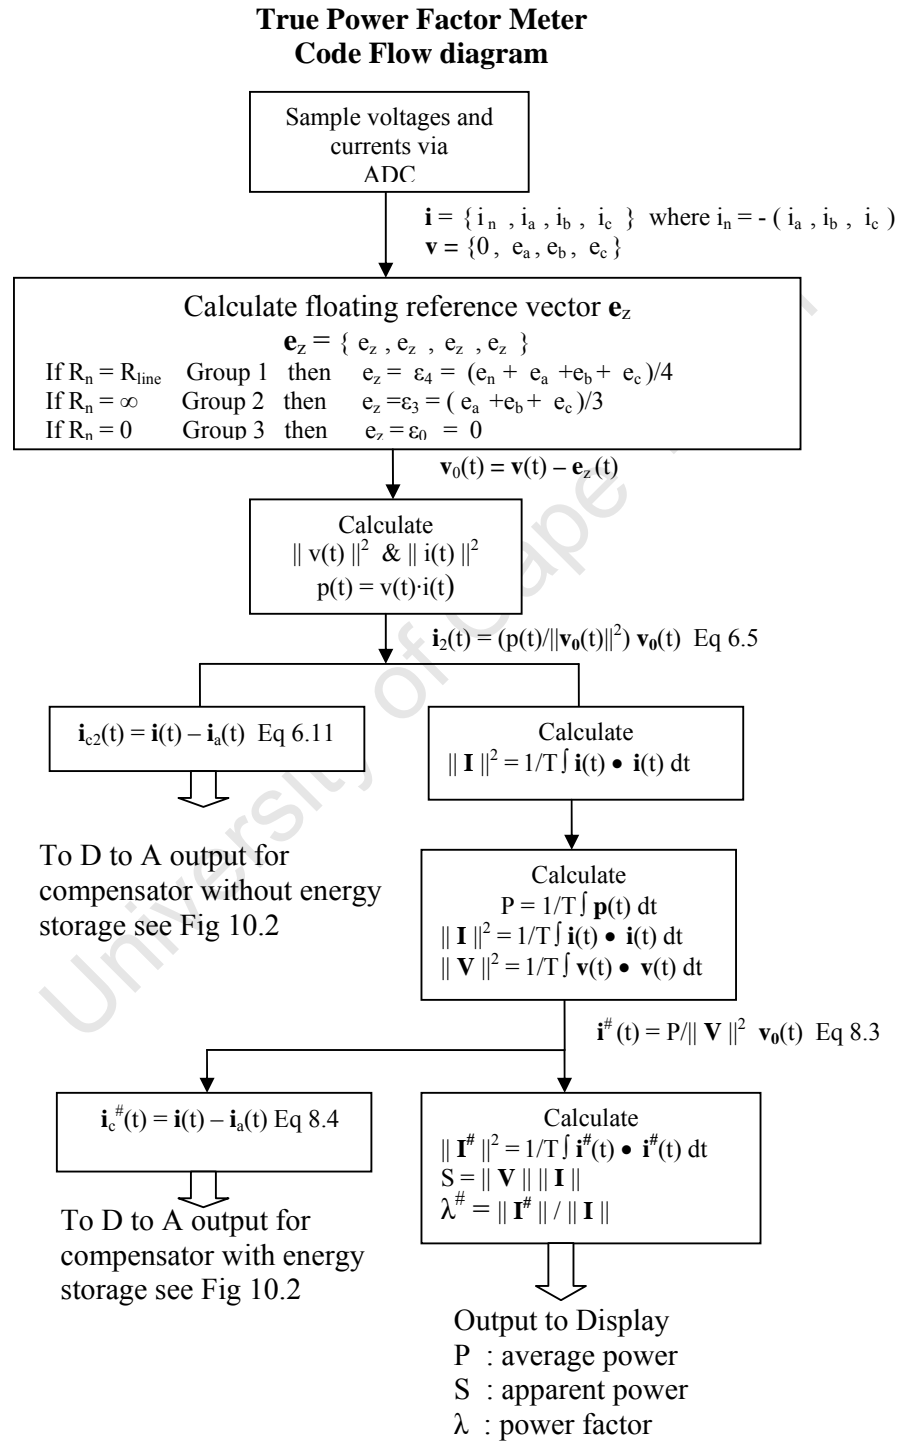 True Power Factor Meter
Code Flow diagram
Sample voltages and
currents via
ADC
i = { i_n , i_a , i_b , i_c } where i_n = - ( i_a , i_b , i_c )
v = {0 , e_a , e_b , e_c }
Calculate floating reference vector e_z
e_z = { e_z , e_z , e_z , e_z }
If R_n = R_line Group 1 then e_z = ε_4 = (e_n + e_a +e_b + e_c )/4
If R_n = ∞ Group 2 then e_z =ε_3 = ( e_a +e_b + e_c )/3
If R_n = 0 Group 3 then e_z = ε_0 = 0
v_0(t) = v(t) – e_z(t)
Calculate
|| v(t) ||^2 & || i(t) ||^2
p(t) = v(t)·i(t)
i_2(t) = (p(t)/||v_0(t)||^2) v_0(t) Eq 6.5
i_c2(t) = i(t) – i_a(t) Eq 6.11
Calculate
|| I ||^2 = 1/T ∫ i(t) • i(t) dt
To D to A output for
compensator without energy
storage see Fig 10.2
Calculate
P = 1/T ∫ p(t) dt
|| I ||^2 = 1/T ∫ i(t) • i(t) dt
|| V ||^2 = 1/T ∫ v(t) • v(t) dt
i^# (t) = P/|| V ||^2 v_0(t) Eq 8.3
i_c^#(t) = i(t) – i_a(t) Eq 8.4
Calculate
|| I^# ||^2 = 1/T ∫ i^#(t) • i^#(t) dt
S = || V || || I ||
λ^# = || I^# || / || I ||
To D to A output for
compensator with energy
storage see Fig 10.2
Output to Display
P : average power
S : apparent power
λ : power factor
University of Cape